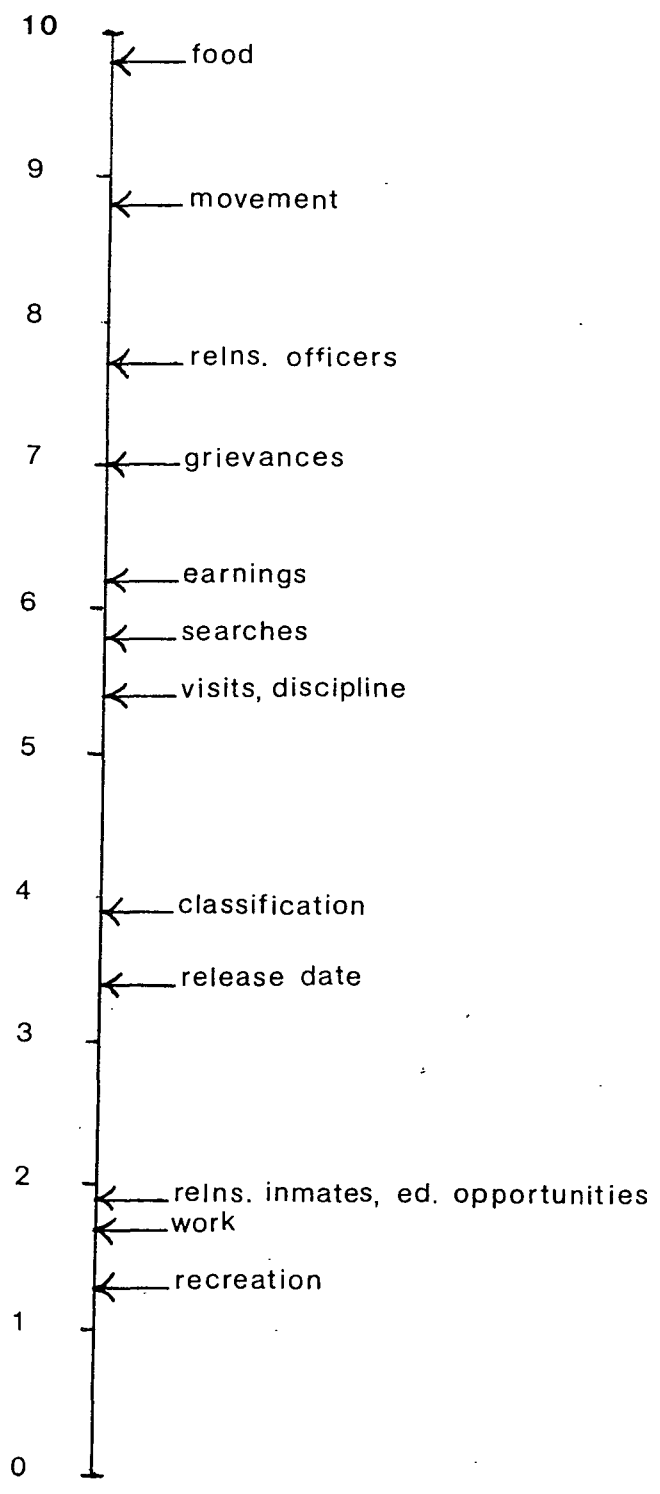 10
food
9
movement
8
relns. officers
7
grievances
earnings
6
searches
visits, discipline
5
4
classification
release date
3
2
relns. inmates, ed. opportunities
work
recreation
1
0